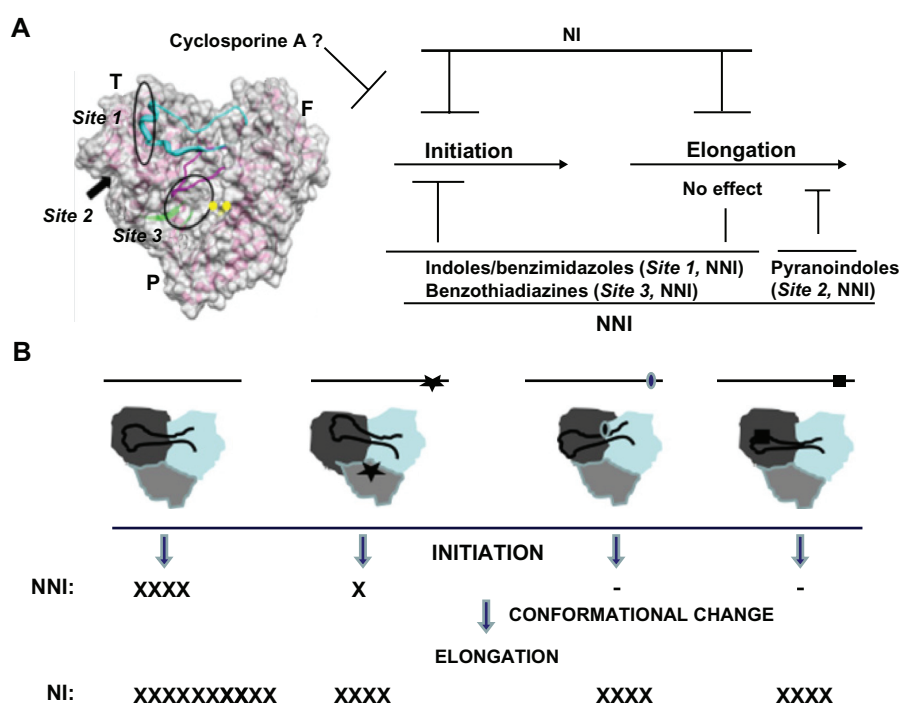 A
Cyclosporine A ?
NI
T
F
Site 1
Initiation
Elongation
No effect
Site 2
Site 3
P
Indoles/benzimidazoles (Site 1, NNI)
Benzothiadiazines (Site 3, NNI)
Pyranoindoles
(Site 2, NNI)
NNI
B
INITIATION
NNI: XXXX X - -
CONFORMATIONAL CHANGE
ELONGATION
NI: XXXXXXXXXX XXXX XXXX XXXX